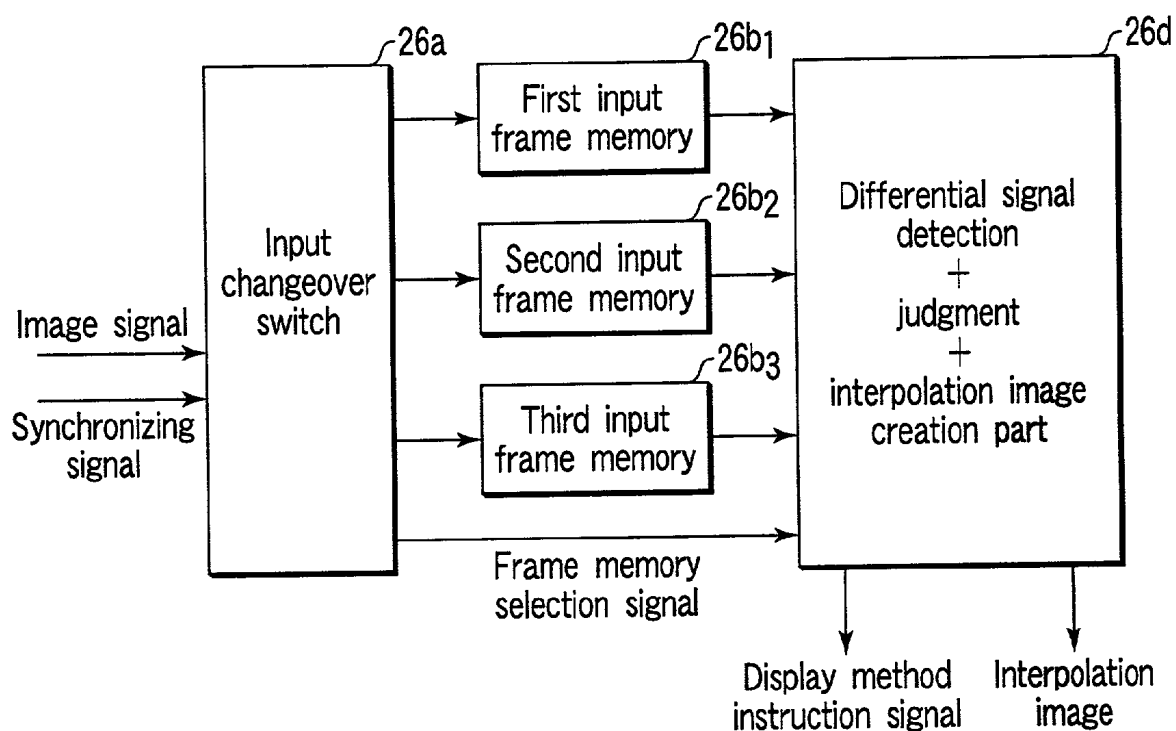 26a
Input
changeover
switch
Image signal
Synchronizing
signal
26b1
First input
frame memory
26b2
Second input
frame memory
26b3
Third input
frame memory
Frame memory
selection signal
26d
Differential signal
detection
+
judgment
+
interpolation image
creation part
Display method
instruction signal
Interpolation
image